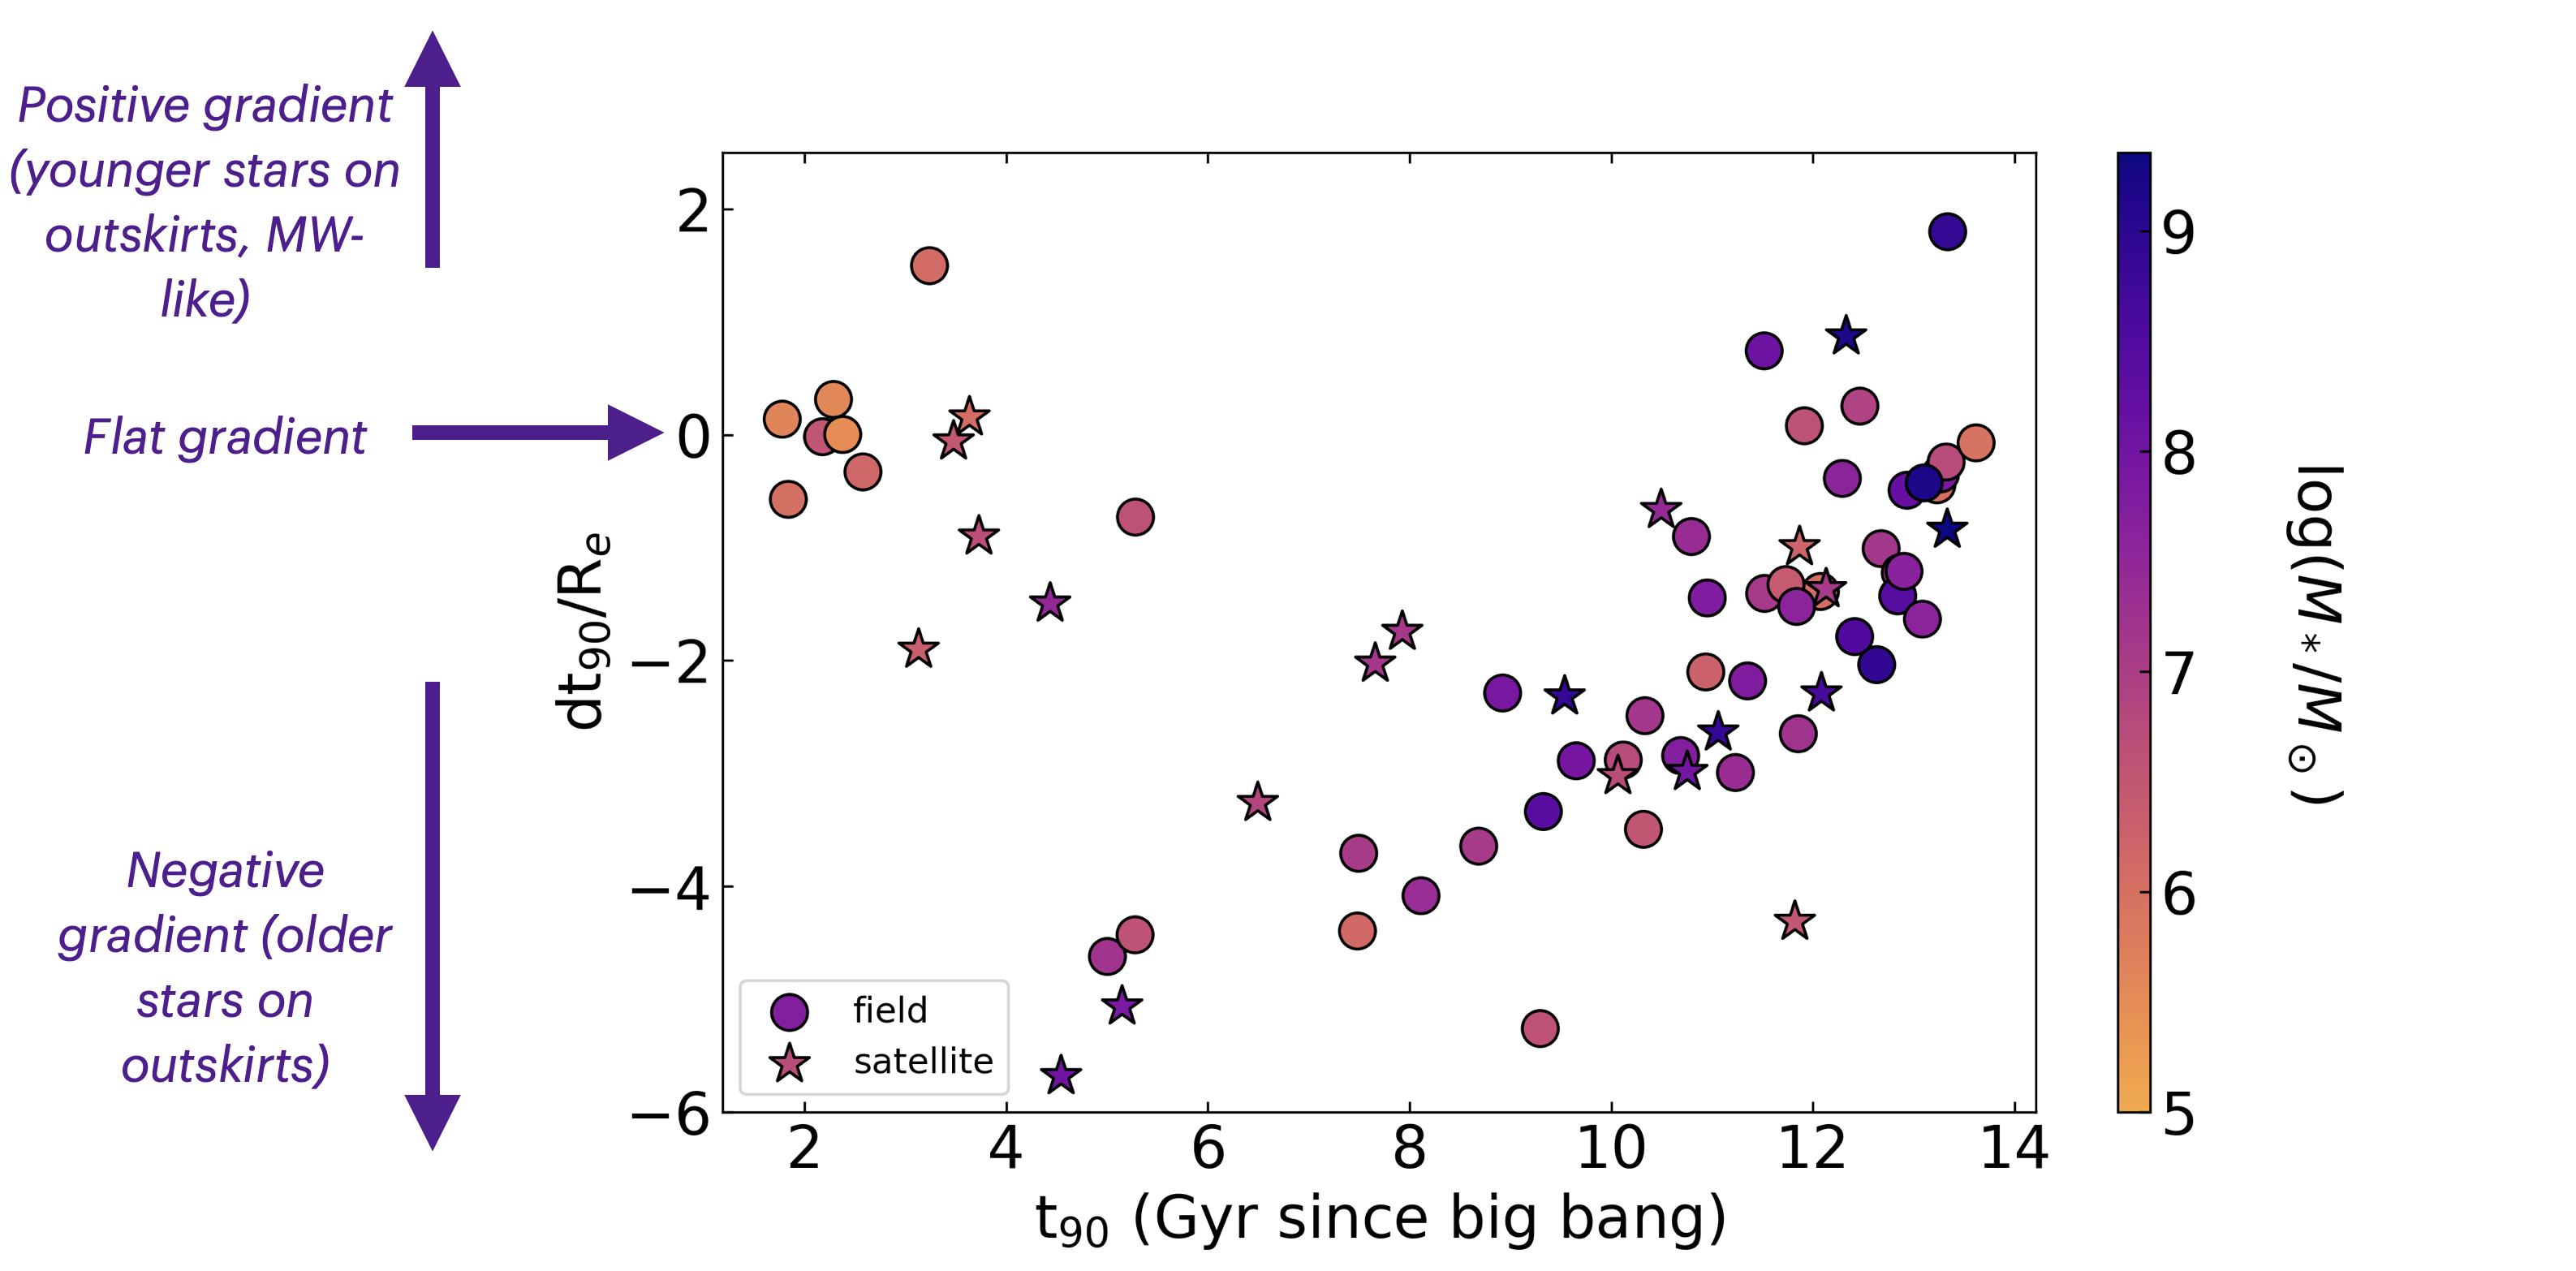 Positive gradient
(younger stars on
outskirts, MW-
like)
Flat gradient
Negative
gradient (older
stars on
outskirts)
dt₉₀/Rₑ
2
0
−2
−4
−6
field
satellite
2 4 6 8 10 12 14
t₉₀ (Gyr since big bang)
9
8
7
6
5
log(M*/M⊙)